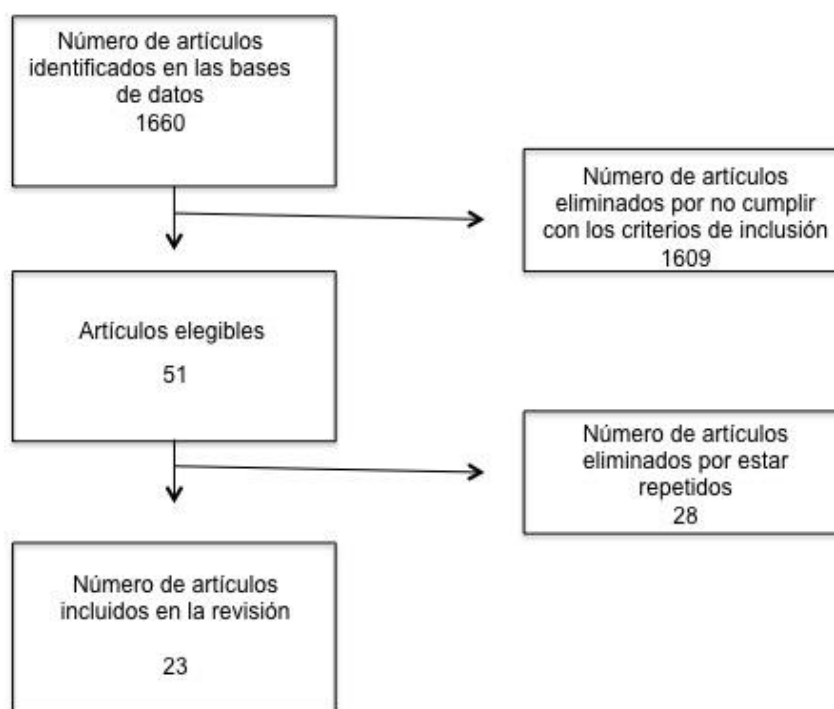 Número de artículos
identificados en las bases
de datos
1660
Número de artículos
eliminados por no cumplir
con los criterios de inclusión
1609
Artículos elegibles
51
Número de artículos
eliminados por estar
repetidos
28
Número de artículos
incluidos en la revisión
23